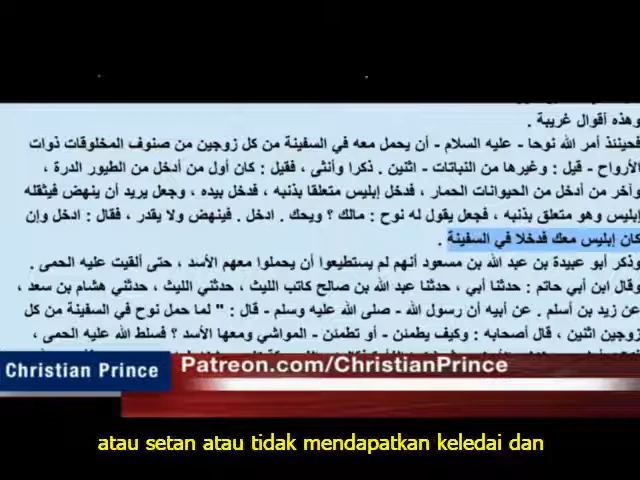 وهذه أقوال غريبة .
فحينئذ أمر الله نوحا - عليه السلام - أن يحمل معه في السفينة من كل زوجين من صنوف المخلوقات ذوات
الأرواح - قيل : وغيرها من النباتات - اثنين . ذكرا وأنثى ، فقيل : كان أول من أدخل من الطيور الدرة ،
وآخر من أدخل من الحيوانات الحمار ، فدخل إبليس متعلقا بذنبه ، فدخل بيده ، وجعل يريد أن ينهض فيثقله
إبليس وهو متعلق بذنبه ، فجعل يقول له نوح : مالك ؟ ويحك . ادخل . فينهض ولا يقدر ، فقال : ادخل وإن
كان إبليس معك فدخلا في السفينة .
وذكر أبو عبيدة بن عبد الله بن مسعود أنهم لم يستطيعوا أن يحملوا معهم الأسد ، حتى ألقيت عليه الحمى .
وقال ابن أبي حاتم : حدثنا أبي ، حدثنا عبد الله بن صالح كاتب الليث ، حدثني الليث ، حدثني هشام بن سعد ،
عن زيد بن أسلم . عن أبيه أن رسول الله - صلى الله عليه وسلم - قال : " لما حمل نوح في السفينة من كل
زوجين اثنين ، قال أصحابه : وكيف يطمئن - أو تطمئن - المواشي ومعها الأسد ؟ فسلط الله عليه الحمى ،
Christian Prince
Patreon.com/ChristianPrince
atau setan atau tidak mendapatkan keledai dan